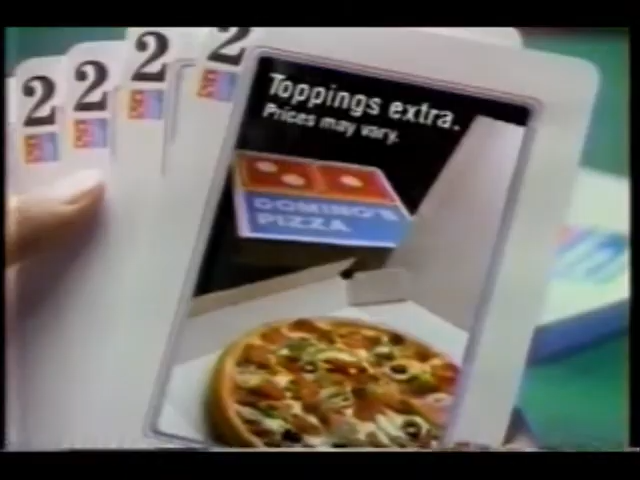 2
2
2
2
Toppings extra.
Prices may vary.
DOMINO'S
PIZZA